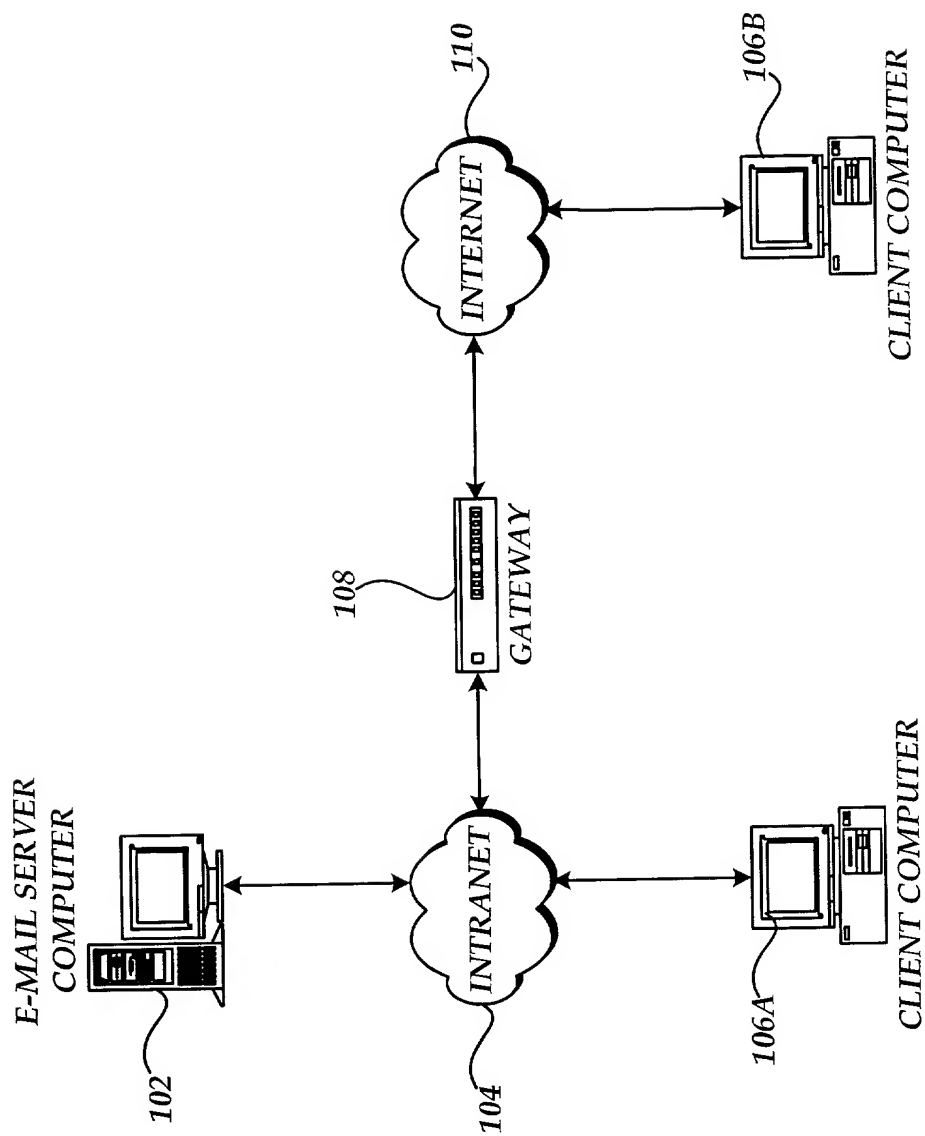 E-MAIL SERVER
COMPUTER
102
INTRANET
104
106A
CLIENT COMPUTER
108
GATEWAY
INTERNET
110
106B
CLIENT COMPUTER